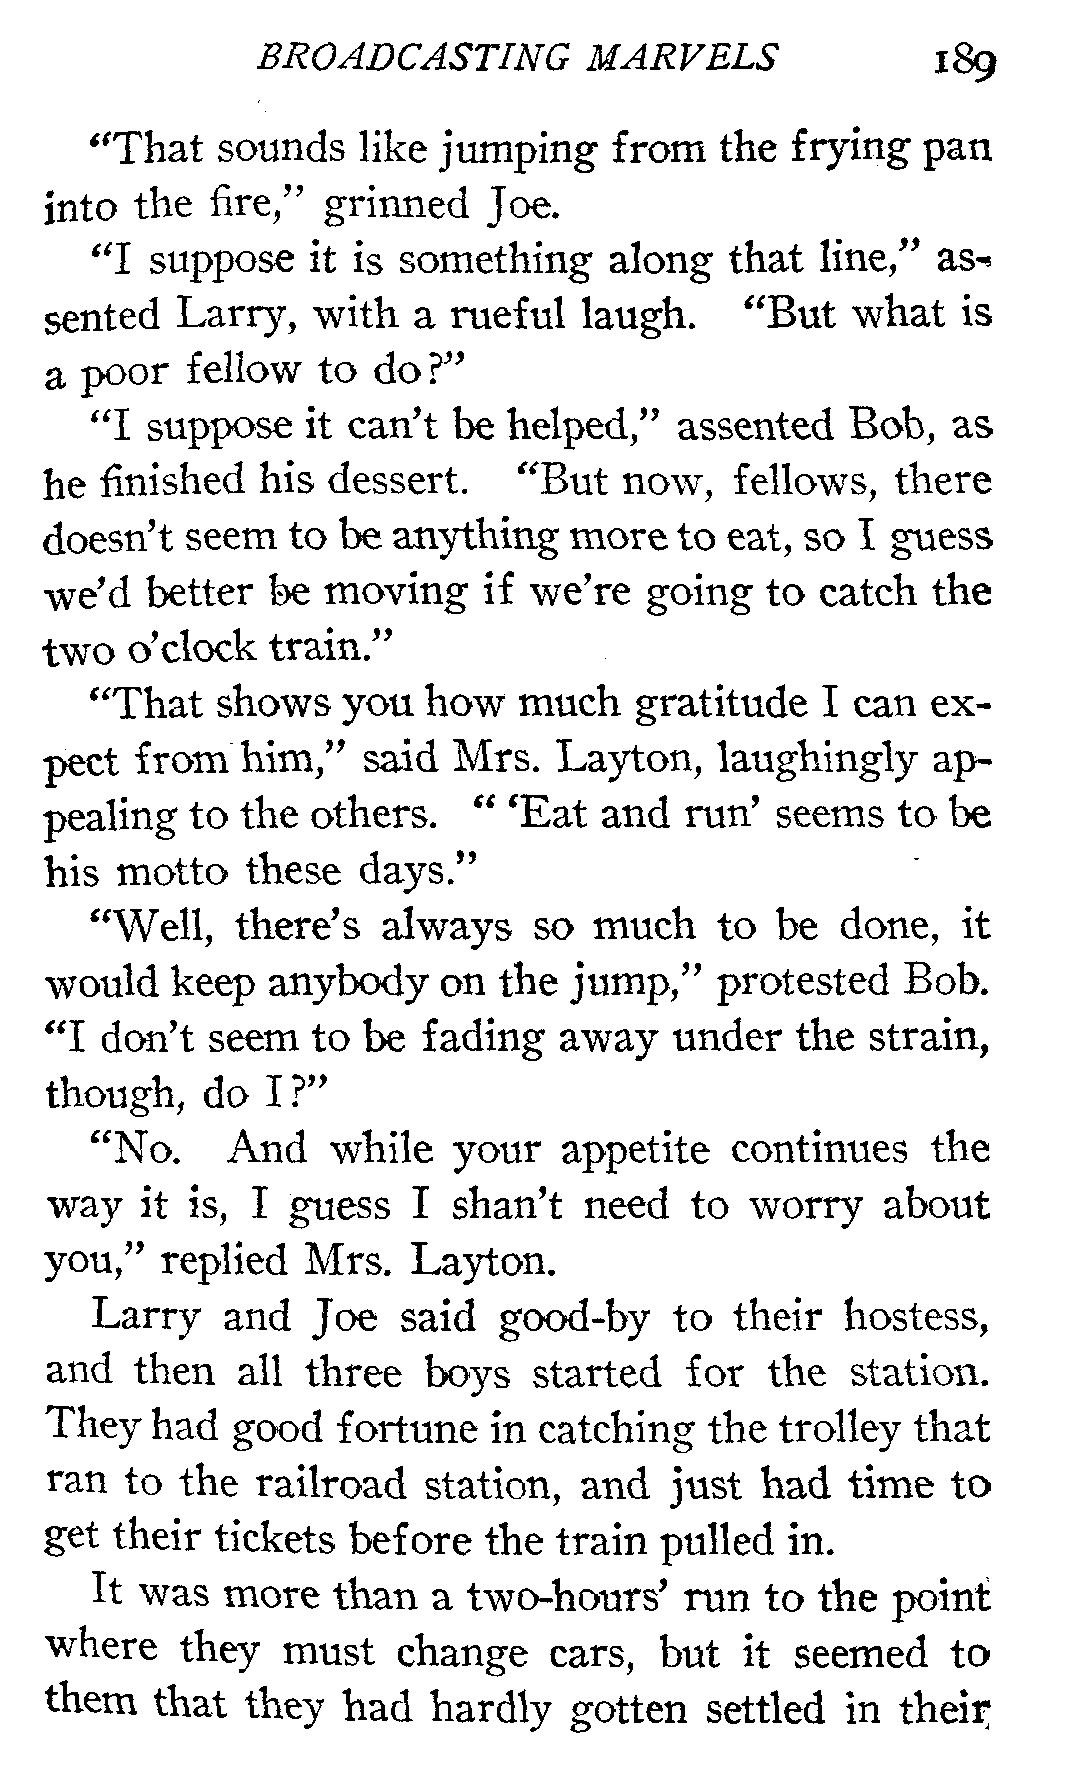 BROADCASTING MARVELS 189
“That sounds like jumping from the frying pan
into the fire,” grinned Joe.
“I suppose it is something along that line,” as-
sented Larry, with a rueful laugh. “But what is
a poor fellow to do?”
“I suppose it can’t be helped,” assented Bob, as
he finished his dessert. “But now, fellows, there
doesn’t seem to be anything more to eat, so I guess
we’d better be moving if we’re going to catch the
two o’clock train.”
“That shows you how much gratitude I can ex-
pect from him,” said Mrs. Layton, laughingly ap-
pealing to the others. “ ‘Eat and run’ seems to be
his motto these days.”
“Well, there’s always so much to be done, it
would keep anybody on the jump,” protested Bob.
“I don’t seem to be fading away under the strain,
though, do I?”
“No. And while your appetite continues the
way it is, I guess I shan’t need to worry about
you,” replied Mrs. Layton.
Larry and Joe said good-by to their hostess,
and then all three boys started for the station.
They had good fortune in catching the trolley that
ran to the railroad station, and just had time to
get their tickets before the train pulled in.
It was more than a two-hours’ run to the point
where they must change cars, but it seemed to
them that they had hardly gotten settled in their